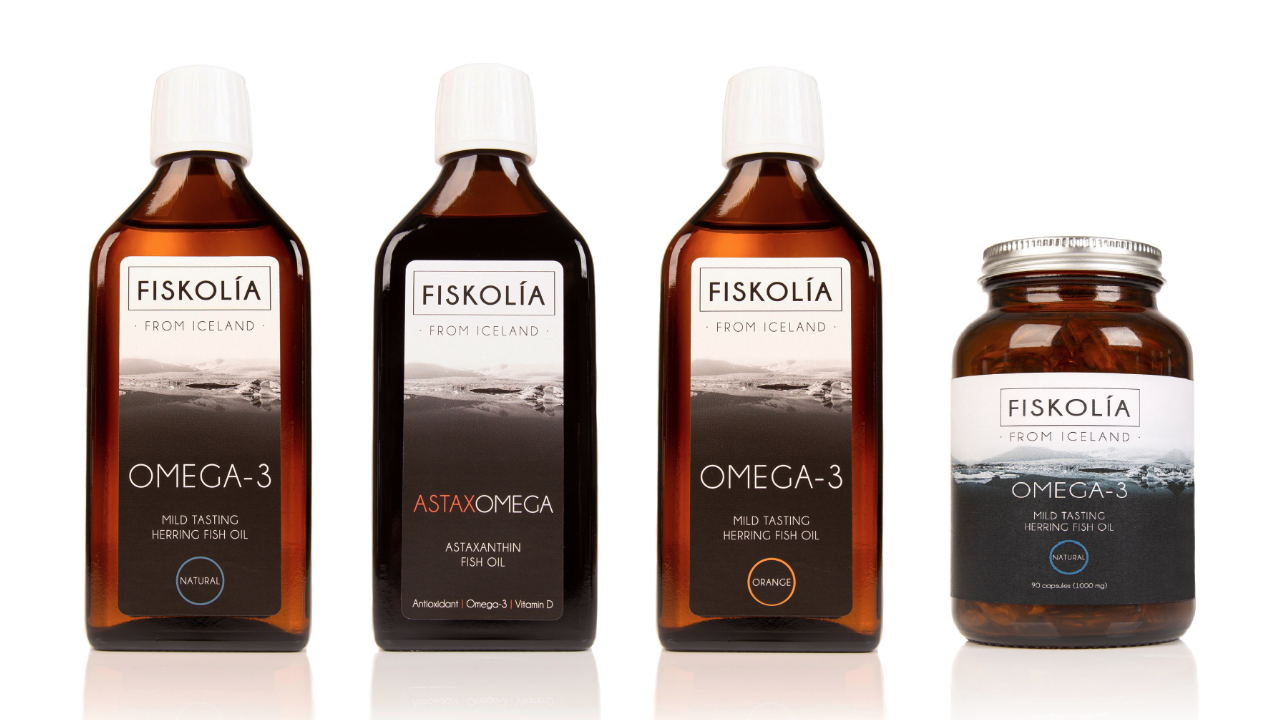 FISKOLÍA
· FROM ICELAND ·
OMEGA-3
MILD TASTING
HERRING FISH OIL
NATURAL
FISKOLÍA
· FROM ICELAND ·
ASTAXOMEGA
ASTAXANTHIN
FISH OIL
Antioxidant | Omega-3 | Vitamin D
FISKOLÍA
· FROM ICELAND ·
OMEGA-3
MILD TASTING
HERRING FISH OIL
ORANGE
FISKOLÍA
· FROM ICELAND ·
OMEGA-3
MILD TASTING
HERRING FISH OIL
NATURAL
90 capsules (1000 mg)